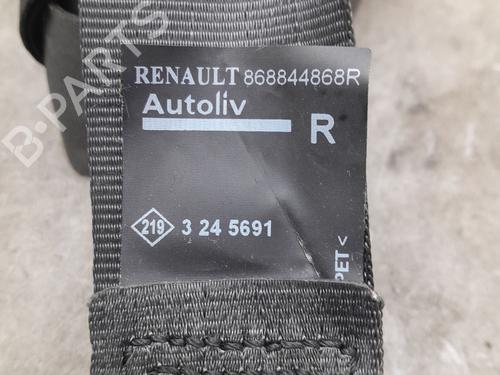 RENAULT 868844868R
Autoliv
R
219 3 24 5691
PET<
B-PARTS